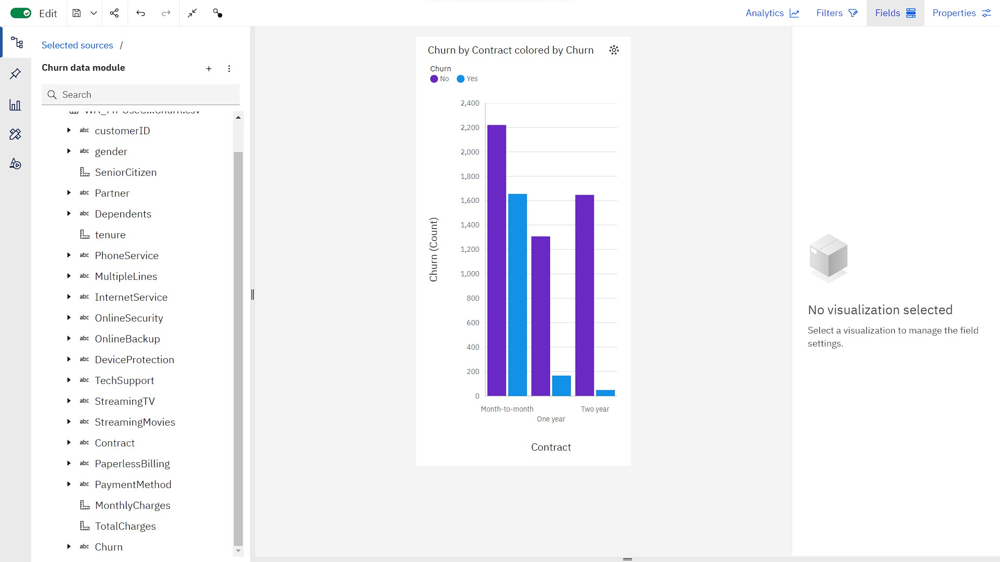 Edit
Analytics
Filters
Fields
Properties
Selected sources /
Churn data module
Search
abc customerID
abc gender
SeniorCitizen
abc Partner
abc Dependents
tenure
abc PhoneService
abc MultipleLines
abc InternetService
abc OnlineSecurity
abc OnlineBackup
abc DeviceProtection
abc TechSupport
abc StreamingTV
abc StreamingMovies
abc Contract
abc PaperlessBilling
abc PaymentMethod
MonthlyCharges
TotalCharges
abc Churn
Churn by Contract colored by Churn
Churn
No Yes
2,400
2,200
2,000
1,800
1,600
1,400
1,200
1,000
800
600
400
200
0
Churn (Count)
Month-to-month
One year
Two year
Contract
No visualization selected
Select a visualization to manage the field
settings.